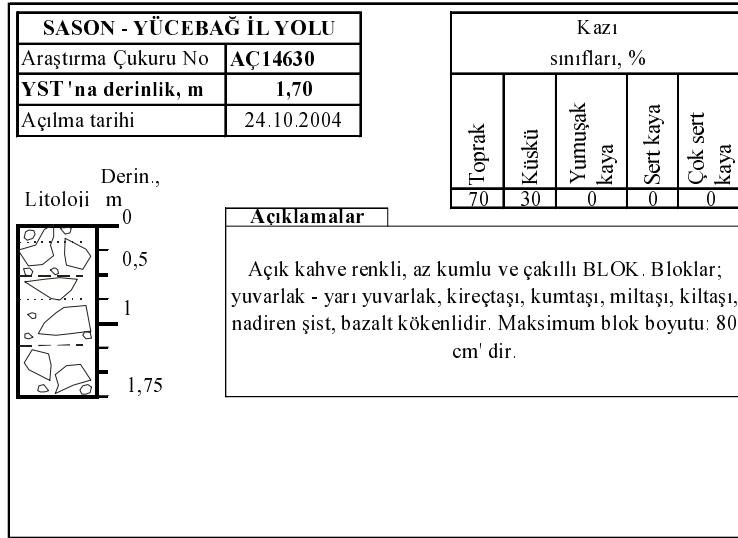 SASON - YÜCEBAĞ İL YOLU
Araştırma Çukuru No AÇ14630
YST'na derinlik, m 1,70
Açılma tarihi 24.10.2004
Kazı
sınıfları, %
Toprak
Küskü
Yumuşak
kaya
Sert kaya
Çok sert
kaya
70 30 0 0 0
Derin.,
Litoloji m
0
0,5
1
1,75
Açıklamalar
Açık kahve renkli, az kumlu ve çakıllı BLOK. Bloklar;
yuvarlak - yarı yuvarlak, kireçtaşı, kumtaşı, miltaşı, kiltaşı,
nadiren şist, bazalt kökenlidir. Maksimum blok boyutu: 80
cm' dir.